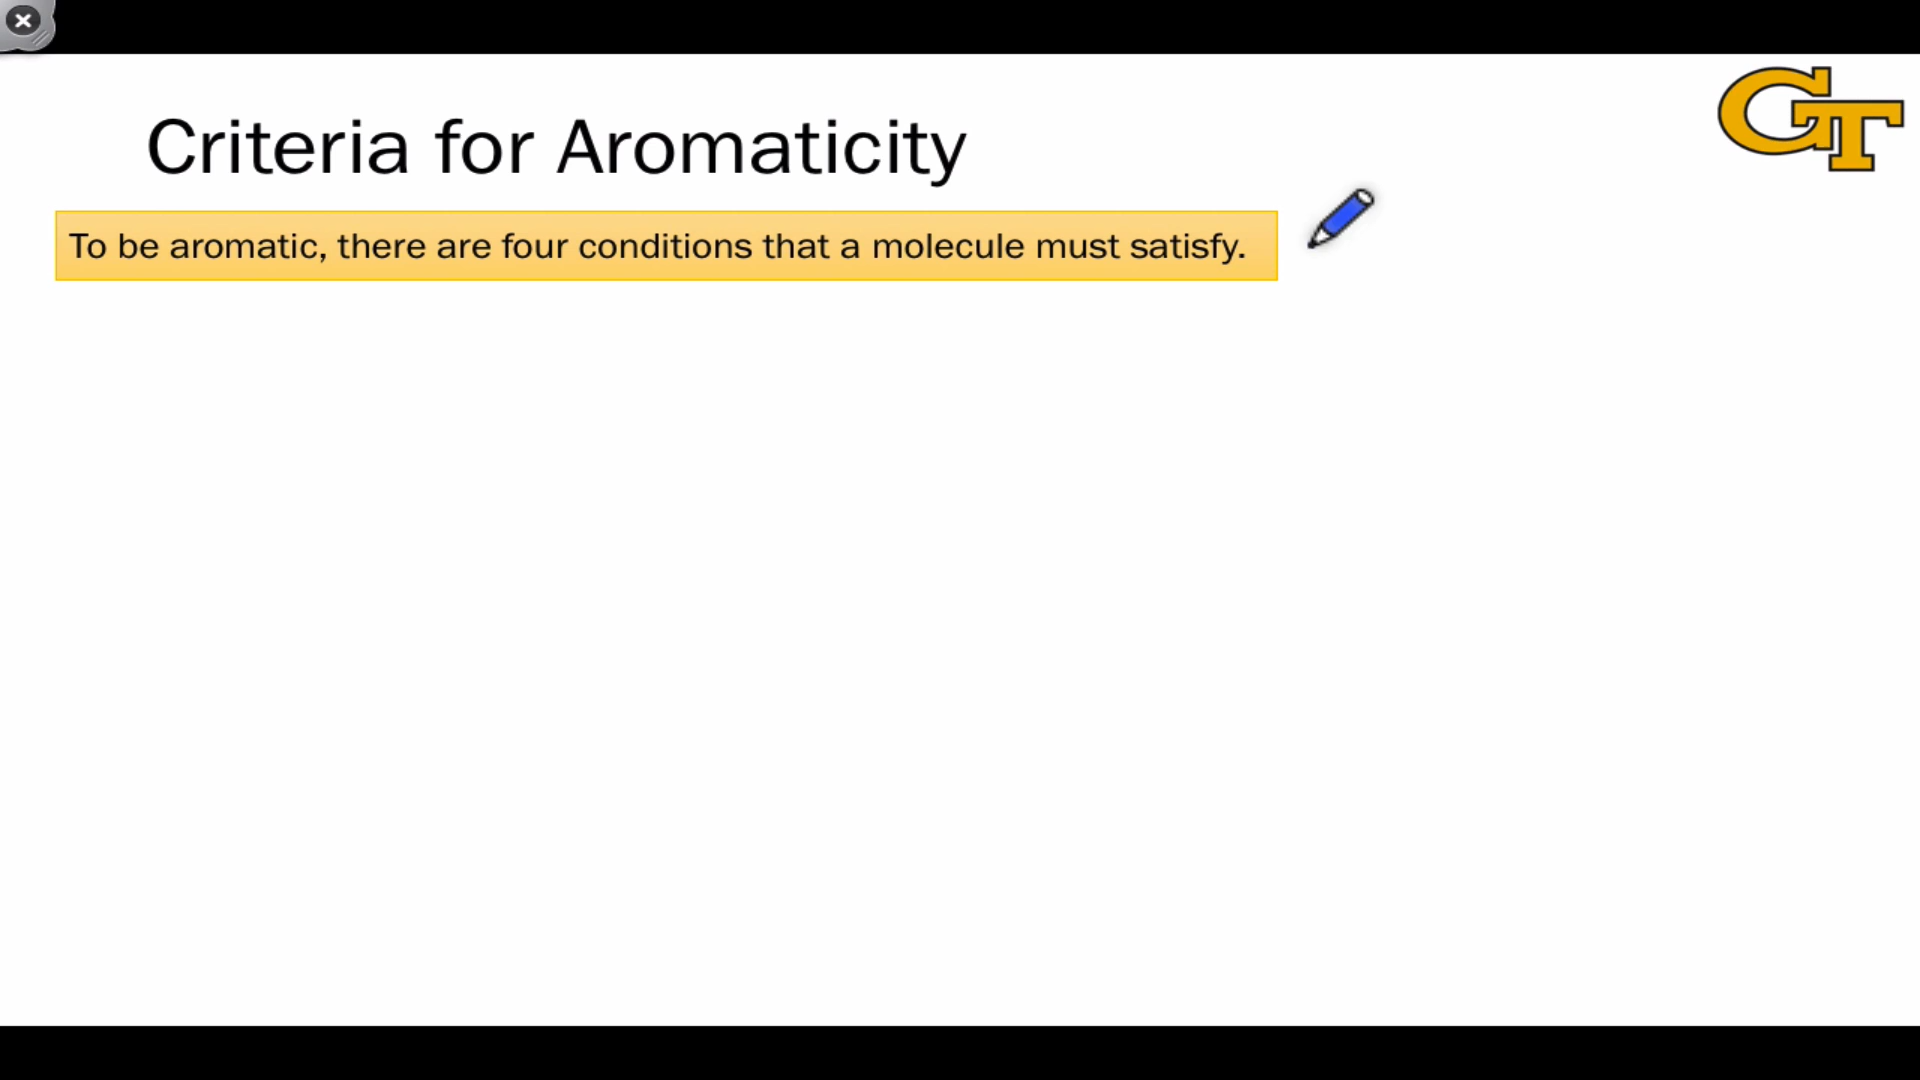 GT
Criteria for Aromaticity
To be aromatic, there are four conditions that a molecule must satisfy.